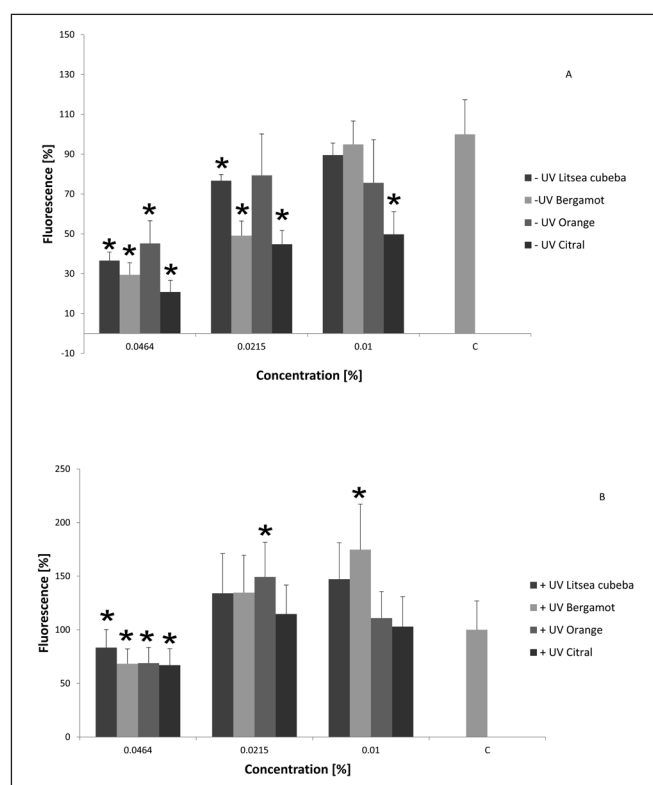 A
Fluorescence [%]
150
130
110
90
70
50
30
10
-10
* * * *
* * *
*
0.0464 0.0215 0.01 C
Concentration [%]
- UV Litsea cubeba
-UV Bergamot
- UV Orange
- UV Citral
B
Fluorescence [%]
250
200
150
100
50
0
* * * *
*
*
0.0464 0.0215 0.01 C
Concentration [%]
+ UV Litsea cubeba
+ UV Bergamot
+ UV Orange
+ UV Citral